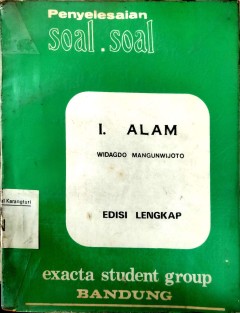 Penyelesaian
soal.soal
I. ALAM
WIDAGDO MANGUNWIJOTO
EDISI LENGKAP
exacta student group
BANDUNG